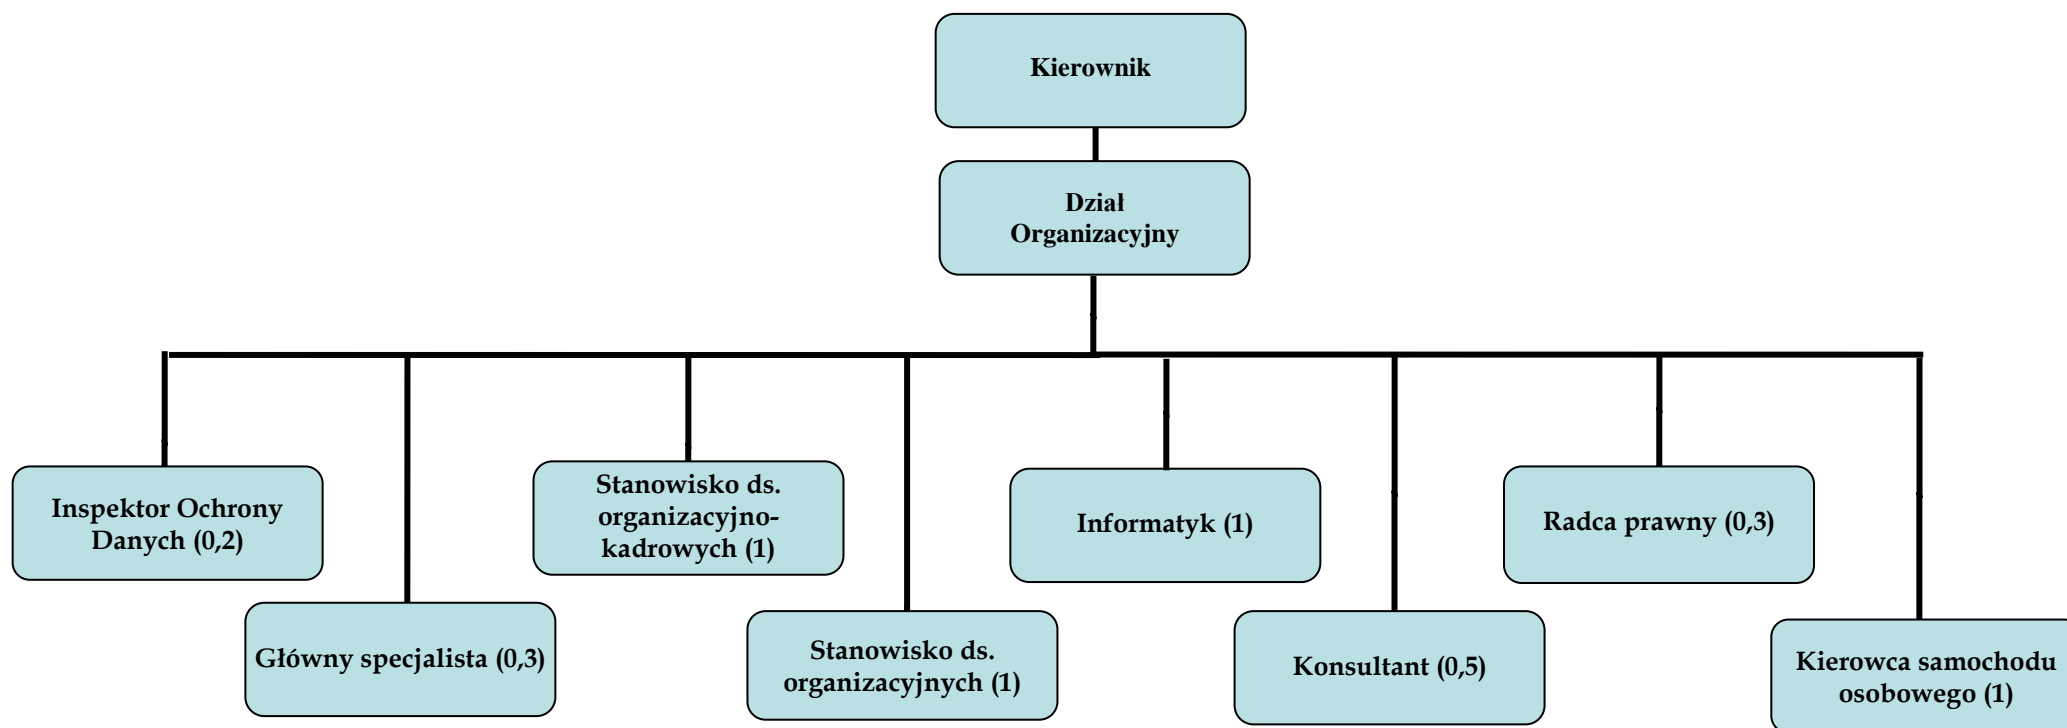 Kierownik
Dział
Organizacyjny
Inspektor Ochrony
Danych (0,2)
Główny specjalista (0,3)
Stanowisko ds.
organizacyjno-
kadrowych (1)
Stanowisko ds.
organizacyjnych (1)
Informatyk (1)
Konsultant (0,5)
Radca prawny (0,3)
Kierowca samochodu
osobowego (1)